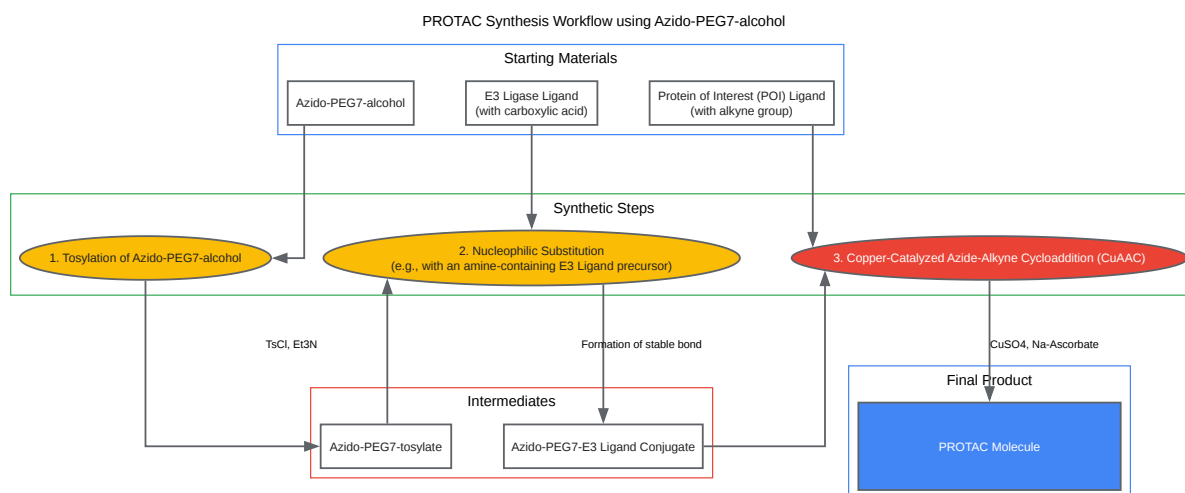 PROTAC Synthesis Workflow using Azido-PEG7-alcohol
Starting Materials
Azido-PEG7-alcohol
E3 Ligase Ligand
(with carboxylic acid)
Protein of Interest (POI) Ligand
(with alkyne group)
Synthetic Steps
1. Tosylation of Azido-PEG7-alcohol
2. Nucleophilic Substitution
(e.g., with an amine-containing E3 Ligand precursor)
3. Copper-Catalyzed Azide-Alkyne Cycloaddition (CuAAC)
TsCl, Et3N
Formation of stable bond
CuSO4, Na-Ascorbate
Intermediates
Azido-PEG7-tosylate
Azido-PEG7-E3 Ligand Conjugate
Final Product
PROTAC Molecule